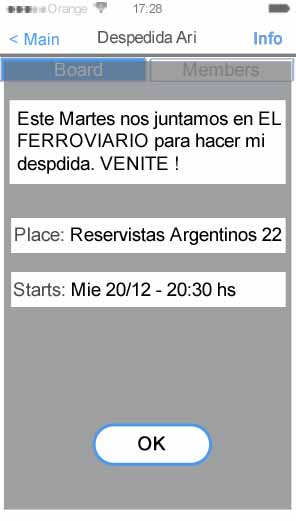 Orange 17:28
< Main Despedida Ari Info
Board Members
Este Martes nos juntamos en EL
FERROVIARIO para hacer mi
despdida. VENITE !
Place: Reservistas Argentinos 22
Starts: Mie 20/12 - 20:30 hs
OK